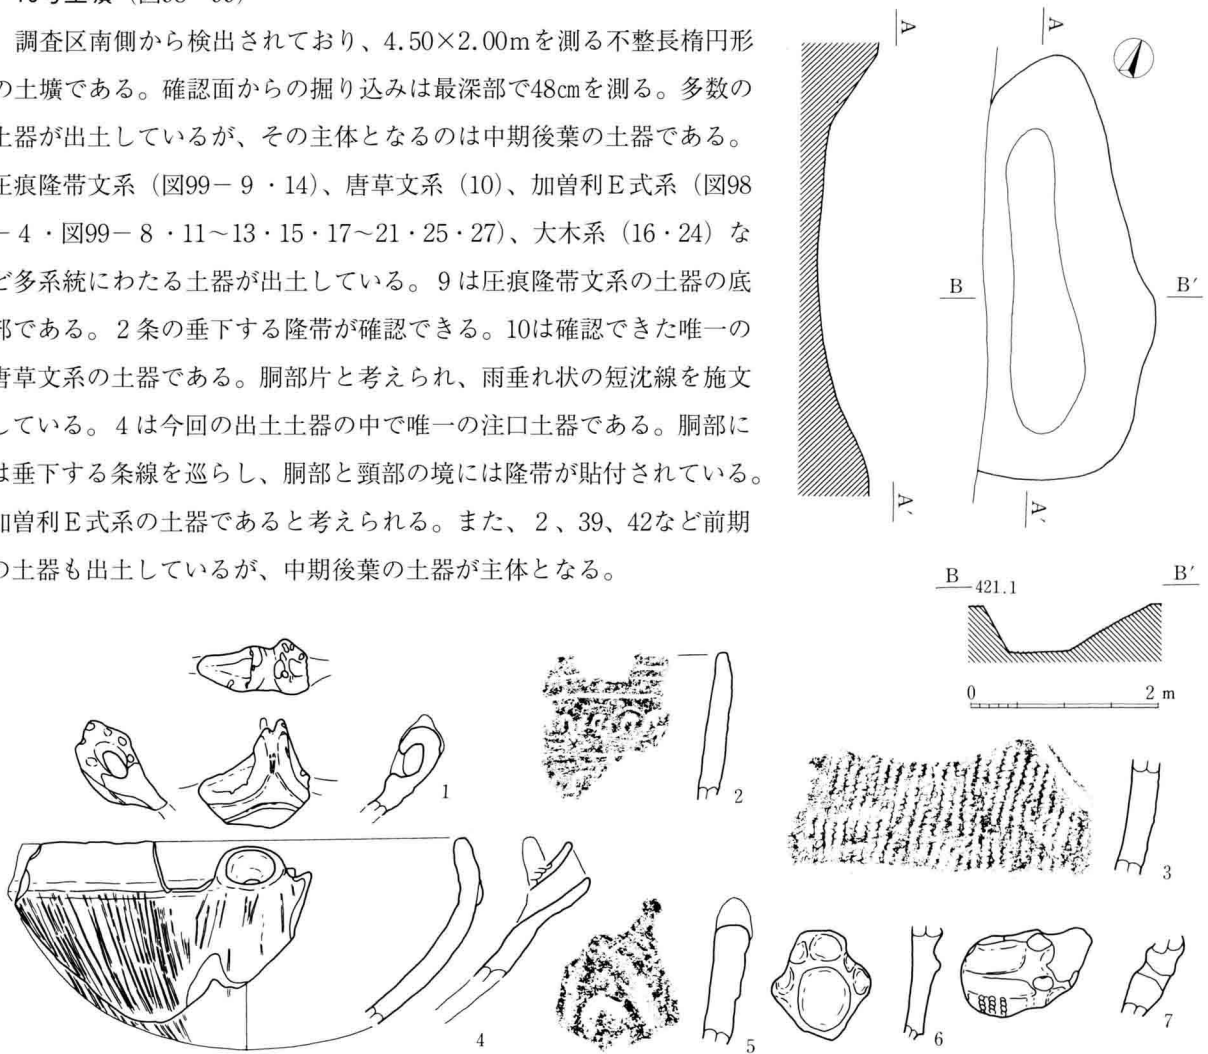 調査区南側から検出されており、4.50×2.00mを測る不整長楕円形
の土壙である。確認面からの掘り込みは最深部で48㎝を測る。多数の
土器が出土しているが、その主体となるのは中期後葉の土器である。
圧痕隆帯文系（図99－9・14）、唐草文系（10）、加曽利E式系（図98
－4・図99－8・11～13・15・17～21・25・27）、大木系（16・24）な
ど多系統にわたる土器が出土している。9は圧痕隆帯文系の土器の底
部である。2条の垂下する隆帯が確認できる。10は確認できた唯一の
唐草文系の土器である。胴部片と考えられ、雨垂れ状の短沈線を施文
している。4は今回の出土土器の中で唯一の注口土器である。胴部に
は垂下する条線を巡らし、胴部と頸部の境には隆帯が貼付されている。
加曽利E式系の土器であると考えられる。また、2、39、42など前期
の土器も出土しているが、中期後葉の土器が主体となる。
A A
B B′
A′ A′
B 421.1 B′
0 2 m
1
2
3
4
5
6
7